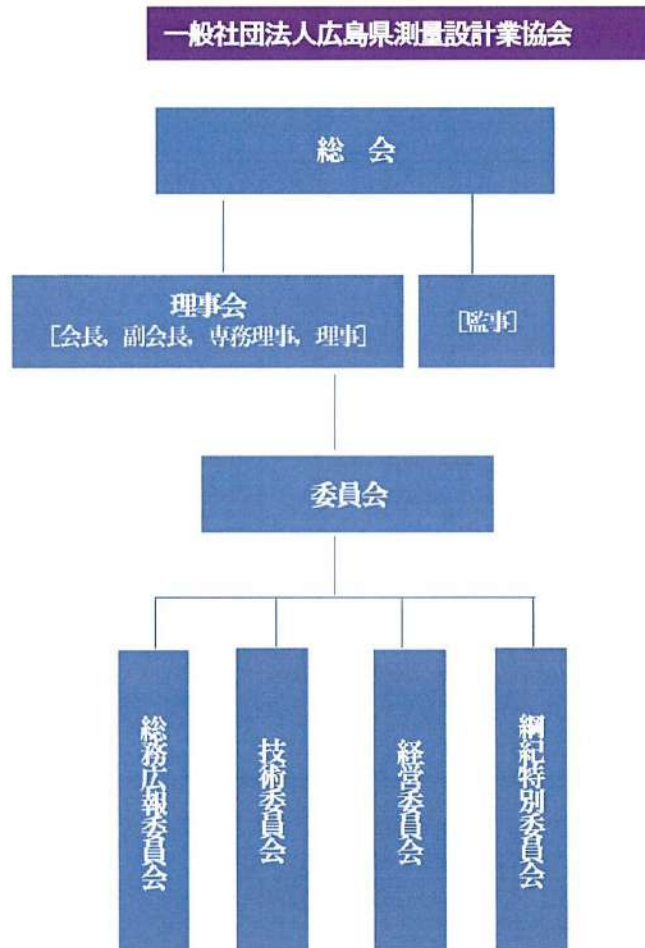 一般社団法人広島県測量設計業協会
総　会
理事会
[会長, 副会長, 専務理事, 理事]
[監事]
委員会
総務広報委員会
技術委員会
経営委員会
綱紀特別委員会